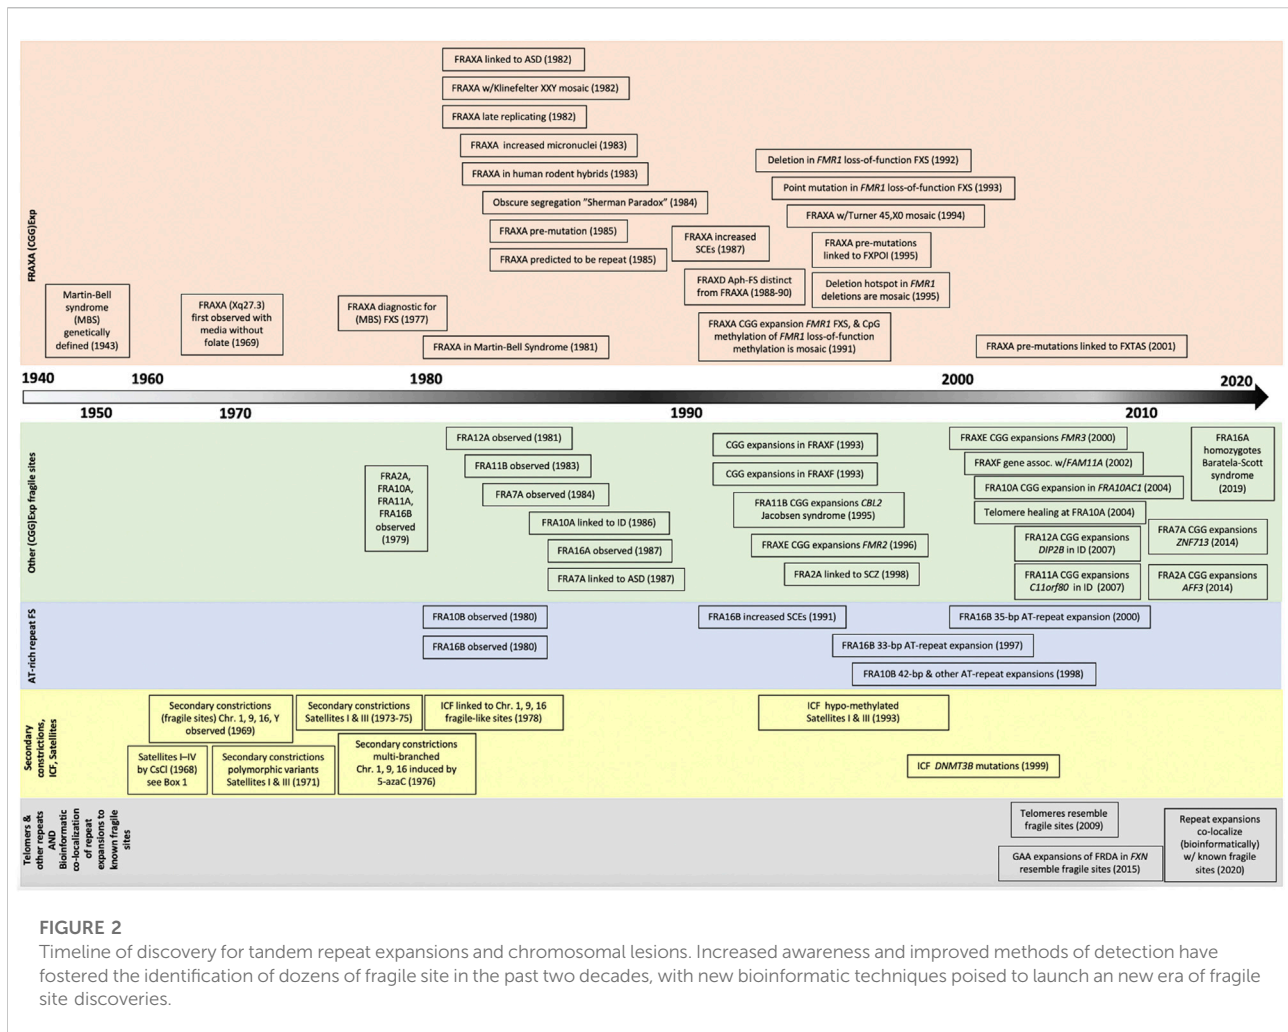 FRAXA (CGG)Exp
FRAXA linked to ASD (1982)
FRAXA w/Klinefelter XXY mosaic (1982)
FRAXA late replicating (1982)
FRAXA increased micronuclei (1983)
FRAXA in human rodent hybrids (1983)
Obscure segregation "Sherman Paradox" (1984)
FRAXA pre-mutation (1985)
FRAXA predicted to be repeat (1985)
Martin-Bell
syndrome
(MBS)
genetically
defined (1943)
FRAXA (Xq27.3)
first observed with
media without
folate (1969)
FRAXA diagnostic for
(MBS) FXS (1977)
FRAXA in Martin-Bell Syndrome (1981)
FRAXA increased
SCEs (1987)
FRAXD Aph-FS distinct
from FRAXA (1988-90)
FRAXA CGG expansion FMR1 FXS, & CpG
methylation of FMR1 loss-of-function
methylation is mosaic (1991)
Deletion in FMR1 loss-of-function FXS (1992)
Point mutation in FMR1 loss-of-function FXS (1993)
FRAXA w/Turner 45,X0 mosaic (1994)
FRAXA pre-mutations
linked to FXPOI (1995)
Deletion hotspot in FMR1
deletions are mosaic (1995)
FRAXA pre-mutations linked to FXTAS (2001)
1940
1960
1980
2000
2020
1950
1970
1990
2010
Other (CGG)Exp fragile sites
FRA2A,
FRA10A,
FRA11A,
FRA16B
observed
(1979)
FRA12A observed (1981)
FRA11B observed (1983)
FRA7A observed (1984)
FRA10A linked to ID (1986)
FRA16A observed (1987)
FRA7A linked to ASD (1987)
CGG expansions in FRAXF (1993)
CGG expansions in FRAXF (1993)
FRA11B CGG expansions CBL2
Jacobsen syndrome (1995)
FRAXE CGG expansions FMR2 (1996)
FRA2A linked to SCZ (1998)
FRAXE CGG expansions FMR3 (2000)
FRAXF gene assoc. w/FAM11A (2002)
FRA10A CGG expansion in FRA10AC1 (2004)
Telomere healing at FRA10A (2004)
FRA12A CGG expansions
DIP2B in ID (2007)
FRA11A CGG expansions
C11orf80 in ID (2007)
FRA16A
homozygotes
Baratela-Scott
syndrome
(2019)
FRA7A CGG expansions
ZNF713 (2014)
FRA2A CGG expansions
AFF3 (2014)
AT-rich repeat FS
FRA10B observed (1980)
FRA16B observed (1980)
FRA16B increased SCEs (1991)
FRA16B 33-bp AT-repeat expansion (1997)
FRA10B 42-bp & other AT-repeat expansions (1998)
FRA16B 35-bp AT-repeat expansion (2000)
Secondary
constrictions,
ICF, Satellites
Secondary constrictions
(fragile sites) Chr. 1, 9, 16, Y
observed (1969)
Secondary constrictions
Satellites I & III (1973-75)
ICF linked to Chr. 1, 9, 16
fragile-like sites (1978)
Satellites I–IV
by CsCl (1968)
see Box 1
Secondary constrictions
polymorphic variants
Satellites I & III (1971)
Secondary constrictions
multi-branched
Chr. 1, 9, 16 induced by
5-azaC (1976)
ICF hypo-methylated
Satellites I & III (1993)
ICF DNMT3B mutations (1999)
Telomers &
other repeats
AND
Bioinformatic
co-localization
of repeat
expansions to
known fragile
sites
Telomeres resemble
fragile sites (2009)
GAA expansions of FRDA in FXN
resemble fragile sites (2015)
Repeat expansions
co-localize
(bioinformatically)
w/ known fragile
sites (2020)
FIGURE 2
Timeline of discovery for tandem repeat expansions and chromosomal lesions. Increased awareness and improved methods of detection have
fostered the identification of dozens of fragile site in the past two decades, with new bioinformatic techniques poised to launch an new era of fragile
site discoveries.